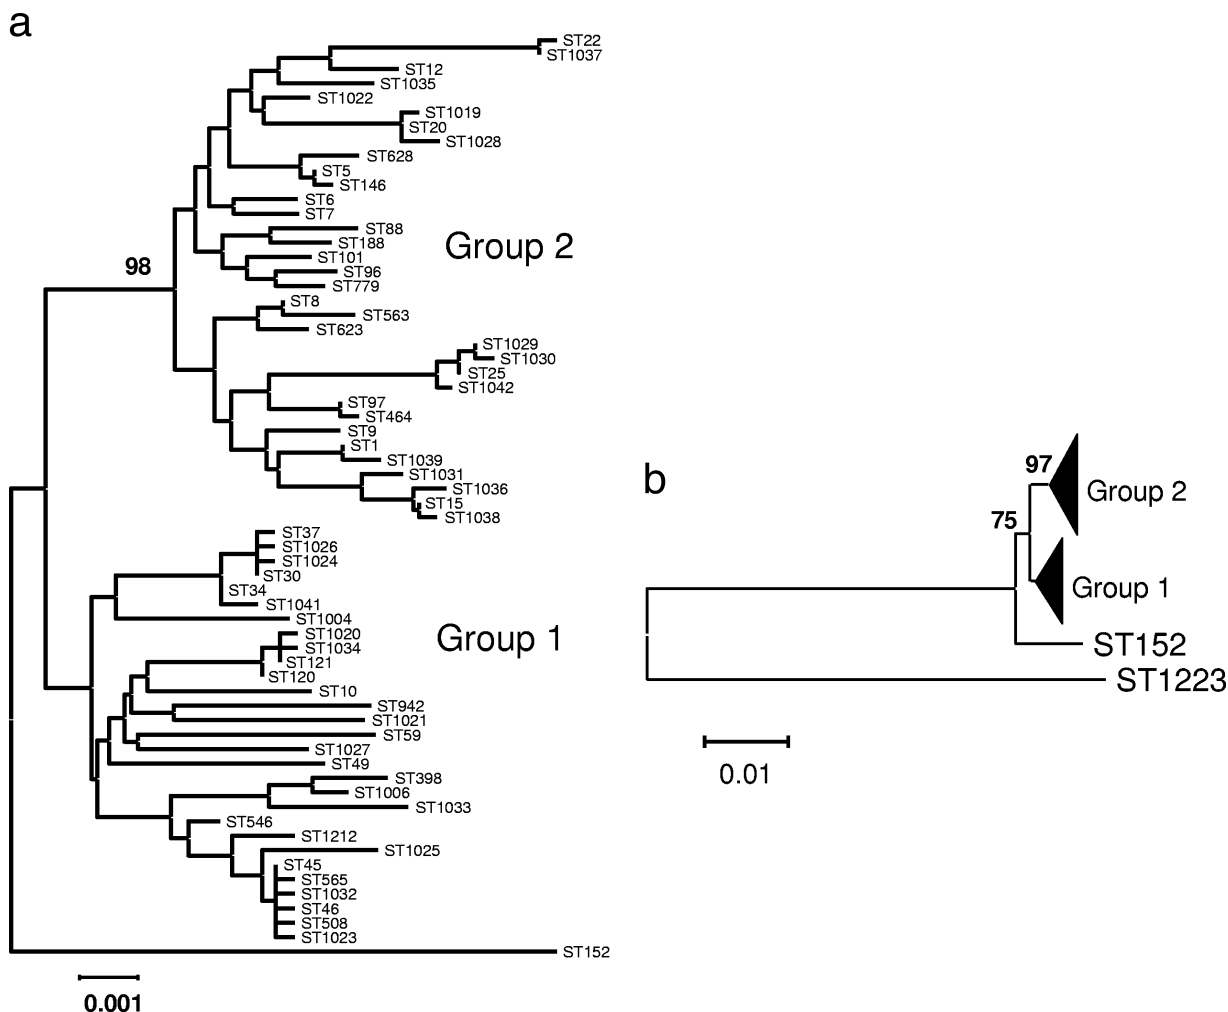 a
ST22
ST1037
ST12
ST1035
ST1022
ST1019
ST20
ST1028
ST628
ST5
ST146
ST6
ST7
ST88
ST188
ST101
ST96
ST779
Group 2
98
ST8
ST563
ST623
ST1029
ST1030
ST25
ST1042
ST97
ST464
ST9
ST1
ST1039
ST1031
ST1036
ST15
ST1038
ST37
ST1026
ST1024
ST30
ST34
ST1041
ST1004
ST1020
ST1034
ST121
ST120
Group 1
ST10
ST942
ST1021
ST59
ST1027
ST49
ST398
ST1006
ST1033
ST546
ST1212
ST1025
ST45
ST565
ST1032
ST46
ST508
ST1023
ST152
0.001
b
97
Group 2
75
Group 1
ST152
ST1223
0.01